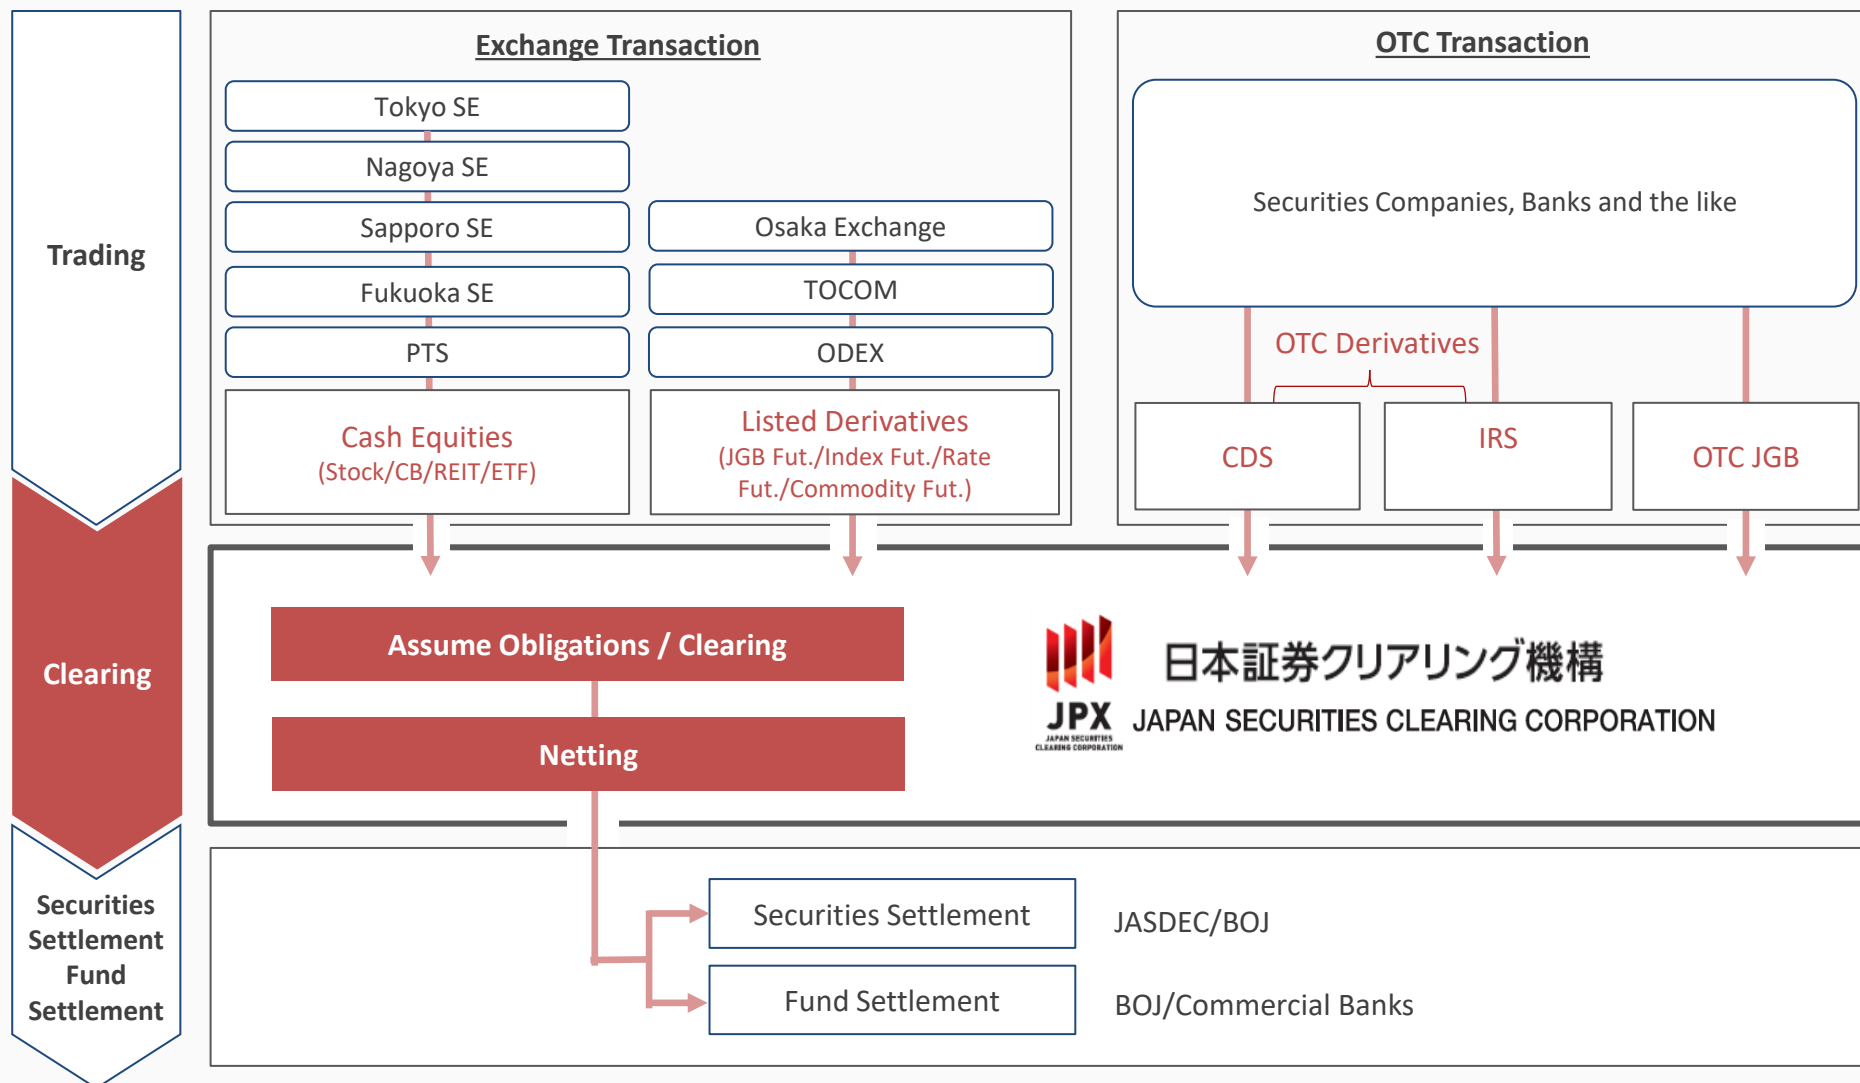 Exchange Transaction
OTC Transaction
Trading
Tokyo SE
Nagoya SE
Sapporo SE
Fukuoka SE
PTS
Osaka Exchange
TOCOM
ODEX
Securities Companies, Banks and the like
Cash Equities
(Stock/CB/REIT/ETF)
Listed Derivatives
(JGB Fut./Index Fut./Rate
Fut./Commodity Fut.)
OTC Derivatives
CDS
IRS
OTC JGB
Clearing
Assume Obligations / Clearing
Netting
JPX
JAPAN SECURITIES
CLEARING CORPORATION
日本証券クリアリング機構
JAPAN SECURITIES CLEARING CORPORATION
Securities
Settlement
Fund
Settlement
Securities Settlement
JASDEC/BOJ
Fund Settlement
BOJ/Commercial Banks